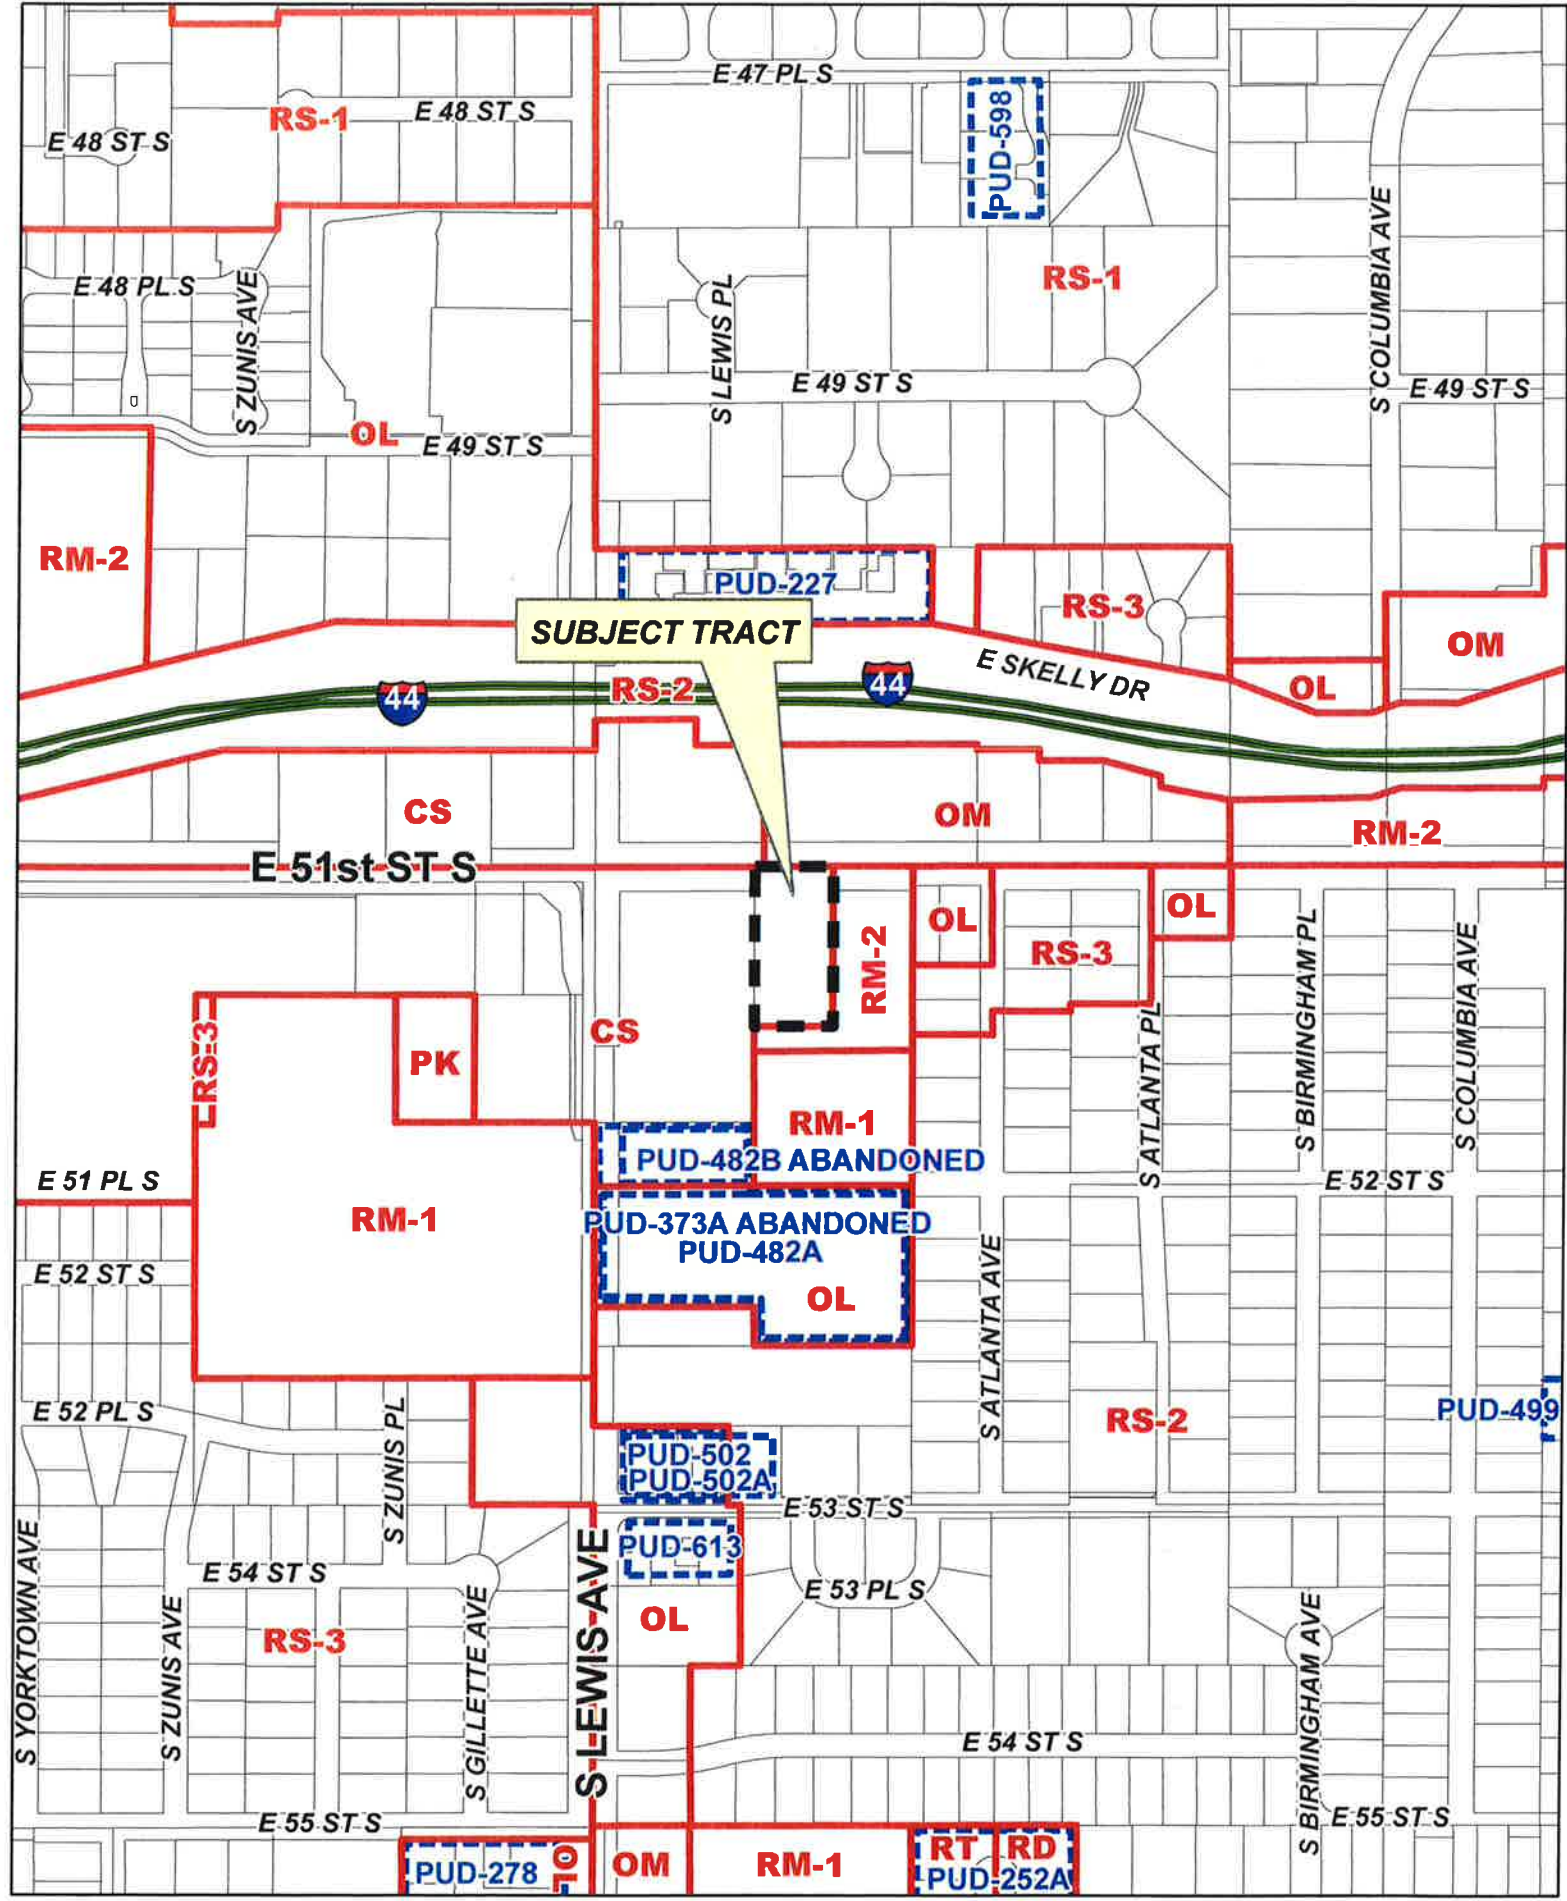 E 47 PL S
PUD-598
RS-1
E 48 ST S
E 48 ST S
S COLUMBIA AVE
RS-1
E 48 PL S
S ZUNIS AVE
S LEWIS PL
E 49 ST S
E 49 ST S
OL
E 49 ST S
RM-2
PUD-227
RS-3
SUBJECT TRACT
OM
E SKELLY DR
44
RS-2
44
OL
CS
OM
RM-2
E 51st ST S
OL
OL
RM-2
RS-3
S BIRMINGHAM PL
S COLUMBIA AVE
CS
RS-3
PK
S ATLANTA PL
RM-1
PUD-482B ABANDONED
E 51 PL S
E 52 ST S
RM-1
PUD-373A ABANDONED
PUD-482A
E 52 ST S
OL
S ATLANTA AVE
E 52 PL S
S ZUNIS PL
RS-2
PUD-499
PUD-502
PUD-502A
E 53 ST S
S YORKTOWN AVE
PUD-613
S LEWIS AVE
E 54 ST S
E 53 PL S
S ZUNIS AVE
S GILLETTE AVE
OL
RS-3
S BIRMINGHAM AVE
E 54 ST S
E 55 ST S
E 55 ST S
PUD-278
OL
OM
RM-1
RT
RD
PUD-252A